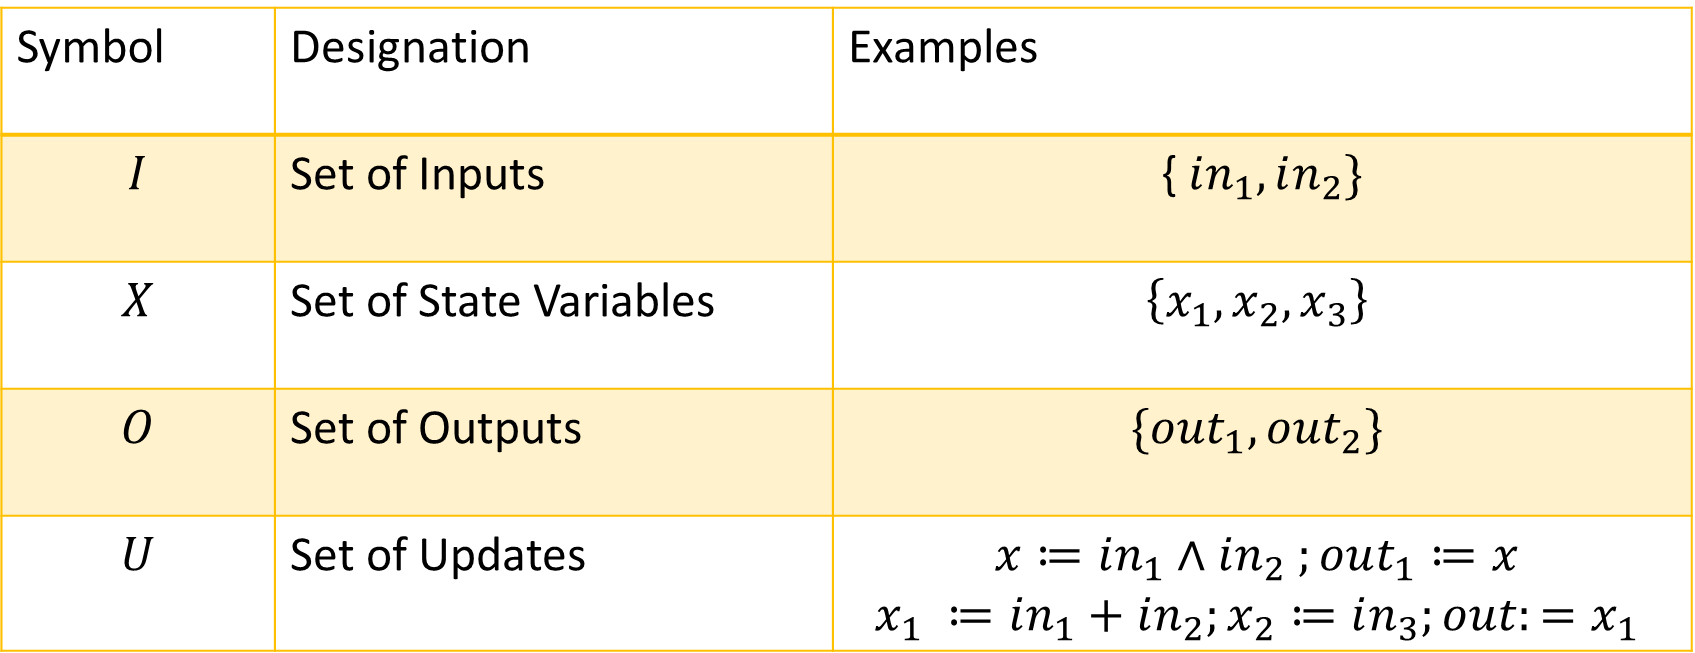 Symbol Designation Examples
I Set of Inputs { in₁, in₂}
X Set of State Variables {x₁, x₂, x₃}
O Set of Outputs {out₁, out₂}
U Set of Updates x ≔ in₁ ∧ in₂ ; out₁ ≔ x
x₁ ≔ in₁ + in₂; x₂ ≔ in₃; out: = x₁